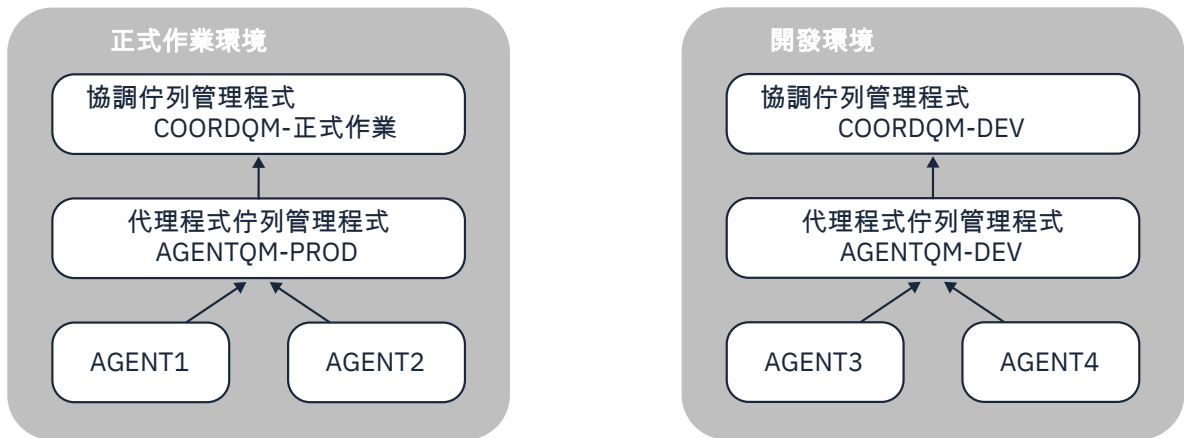 正式作業環境
協調佇列管理程式
COORDQM-正式作業
代理程式佇列管理程式
AGENTQM-PROD
AGENT1
AGENT2
開發環境
協調佇列管理程式
COORDQM-DEV
代理程式佇列管理程式
AGENTQM-DEV
AGENT3
AGENT4